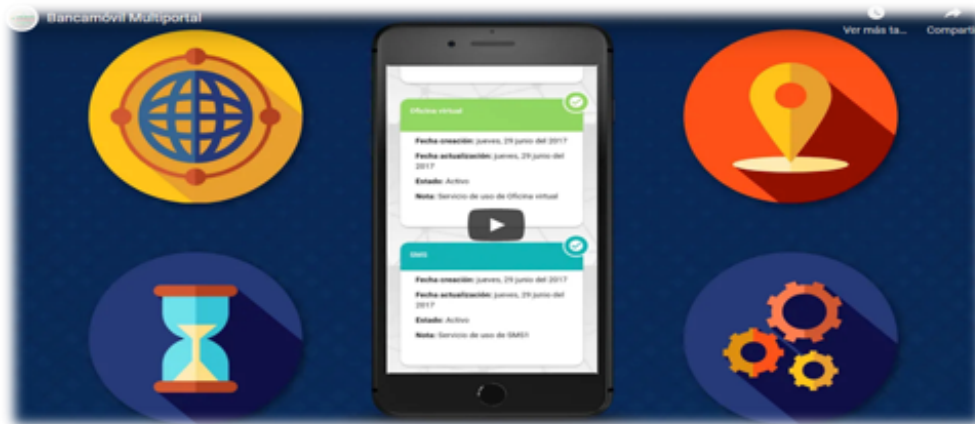 Bancamóvil Multiportal
Ver más ta...
Comparti
Oficina virtual
Fecha creación: jueves, 29 junio del 2017
Fecha actualización: jueves, 29 junio del
2017
Estado: Activo
Nota: Servicio de uso de Oficina virtual
SMS
Fecha creación: jueves, 29 junio del 2017
Fecha actualización: jueves, 29 junio del
2017
Estado: Activo
Nota: Servicio de uso de SMS1